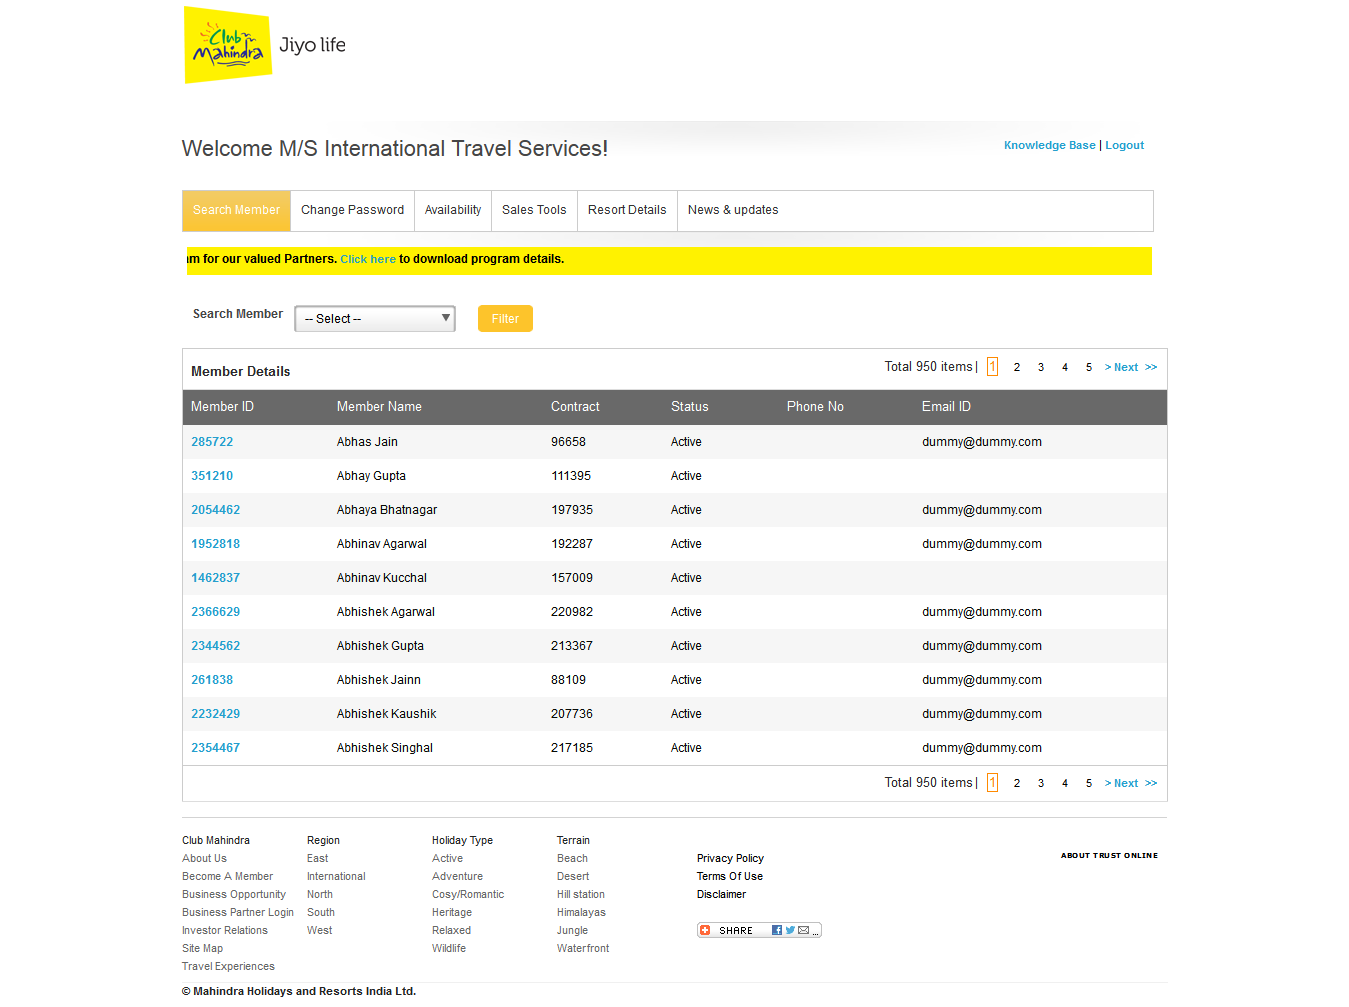 Club
Mahindra
Jiyo life
Welcome M/S International Travel Services!
Knowledge Base | Logout
Search Member Change Password Availability Sales Tools Resort Details News & updates
am for our valued Partners. Click here to download program details.
Search Member -- Select -- Filter
Member Details Total 950 items| 1 2 3 4 5 > Next >>
Member ID Member Name Contract Status Phone No Email ID
285722 Abhas Jain 96658 Active dummy@dummy.com
351210 Abhay Gupta 111395 Active
2054462 Abhaya Bhatnagar 197935 Active dummy@dummy.com
1952818 Abhinav Agarwal 192287 Active dummy@dummy.com
1462837 Abhinav Kucchal 157009 Active
2366629 Abhishek Agarwal 220982 Active dummy@dummy.com
2344562 Abhishek Gupta 213367 Active dummy@dummy.com
261838 Abhishek Jainn 88109 Active dummy@dummy.com
2232429 Abhishek Kaushik 207736 Active dummy@dummy.com
2354467 Abhishek Singhal 217185 Active dummy@dummy.com
Total 950 items| 1 2 3 4 5 > Next >>
Club Mahindra Region Holiday Type Terrain
About Us East Active Beach Privacy Policy ABOUT TRUST ONLINE
Become A Member International Adventure Desert Terms Of Use
Business Opportunity North Cosy/Romantic Hill station Disclaimer
Business Partner Login South Heritage Himalayas
Investor Relations West Relaxed Jungle SHARE ...
Site Map Wildlife Waterfront
Travel Experiences
© Mahindra Holidays and Resorts India Ltd.